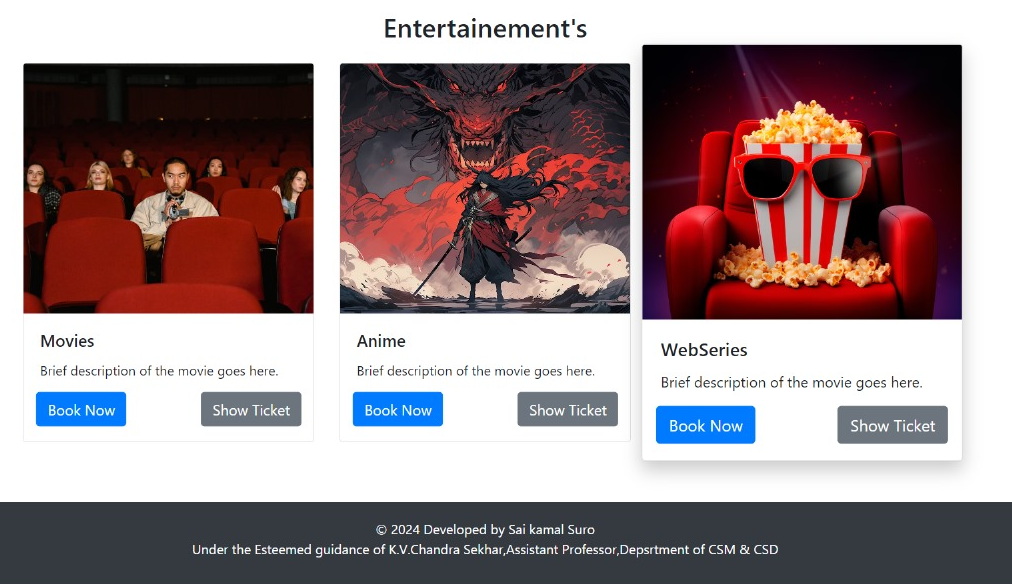 Entertainement's
Movies
Brief description of the movie goes here.
Book Now
Show Ticket
Anime
Brief description of the movie goes here.
Book Now
Show Ticket
WebSeries
Brief description of the movie goes here.
Book Now
Show Ticket
© 2024 Developed by Sai kamal Suro
Under the Esteemed guidance of K.V.Chandra Sekhar,Assistant Professor,Depsrtment of CSM & CSD